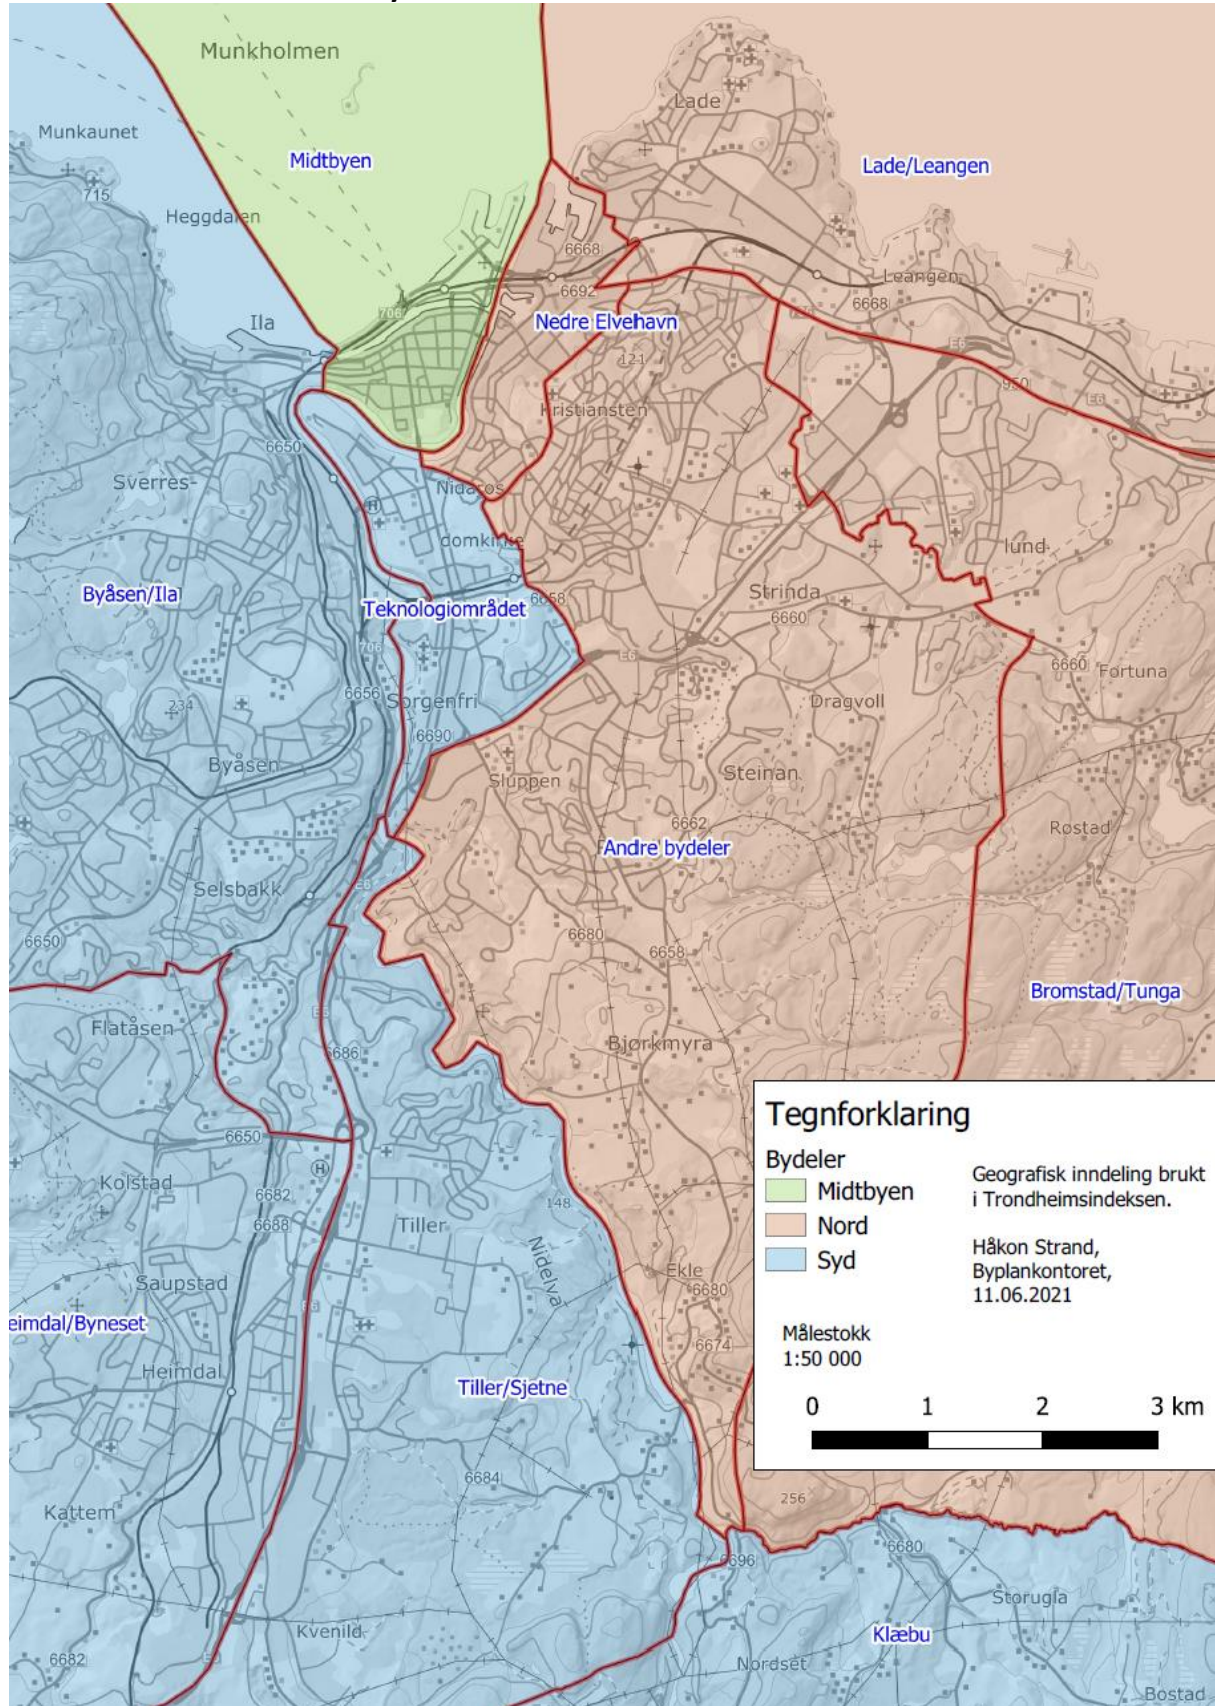 Munkholmen
Lade
Munkaunet
Midtbyen
Lade/Leangen
715
Heggdalen
6668
Leangen
6692
706
6668
Ila
Nedre Elvehavn
E6
121
950
Kristiansten
E6
6650
Sverres-
Nidaros
H
domkirke
lund
Byåsen/Ila
Strinda
Teknologiområdet
6658
6660
706
E6
6660
Fortuna
6656
234
Sorgenfri
Dragvoll
6690
Byåsen
Sluppen
Steinan
6662
Rostad
Andre bydeler
E6
Selsbakk
6650
6680
6658
Bromstad/Tunga
Flatåsen
E6
6686
Bjørkmyra
Tegnforklaring
Bydeler
Midtbyen
Nord
Syd
Geografisk inndeling brukt
i Trondheimsindeksen.
Håkon Strand,
Byplankontoret,
11.06.2021
Målestokk
1:50 000
0 1 2 3 km
6650
H
Kolstad
6682
148
6688
Tiller
Nidelva
Saupstad
Ekle
6680
E6
eimdal/Byneset
6674
Heimdal
Tiller/Sjetne
6684
256
Kattem
6696
6680
Storugla
Kvenild
Klæbu
6682
Nordset
Bostad